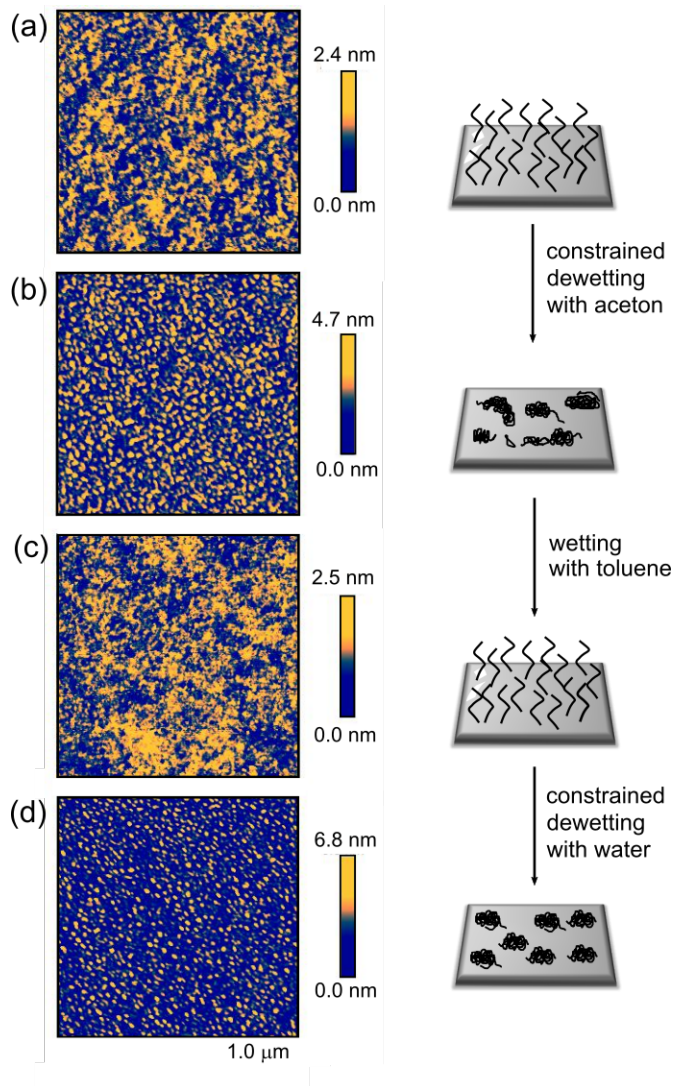 (a)
2.4 nm
0.0 nm
constrained
dewetting
with aceton
(b)
4.7 nm
0.0 nm
wetting
with toluene
(c)
2.5 nm
0.0 nm
constrained
dewetting
with water
(d)
6.8 nm
0.0 nm
1.0 μm